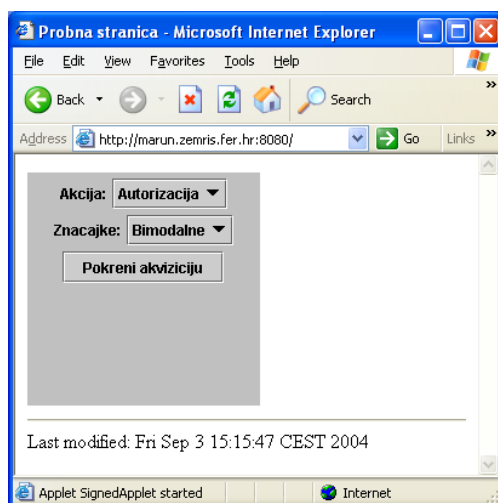 Probna stranica - Microsoft Internet Explorer
File Edit View Favorites Tools Help
Back Search
Address http://marun.zemris.fer.hr:8080/ Go Links
Akcija: Autorizacija
Znacajke: Bimodalne
Pokreni akviziciju
Last modified: Fri Sep 3 15:15:47 CEST 2004
Applet SignedApplet started Internet